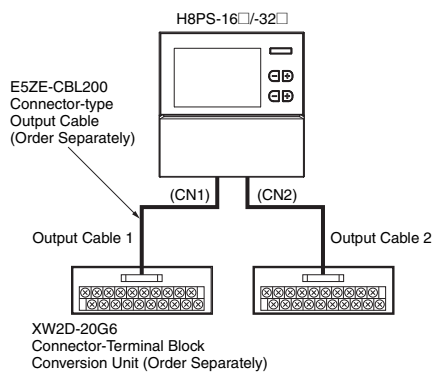 H8PS-16□/-32□
E5ZE-CBL200
Connector-type
Output Cable
(Order Separately)
(CN1)
(CN2)
Output Cable 1
Output Cable 2
XW2D-20G6
Connector-Terminal Block
Conversion Unit (Order Separately)